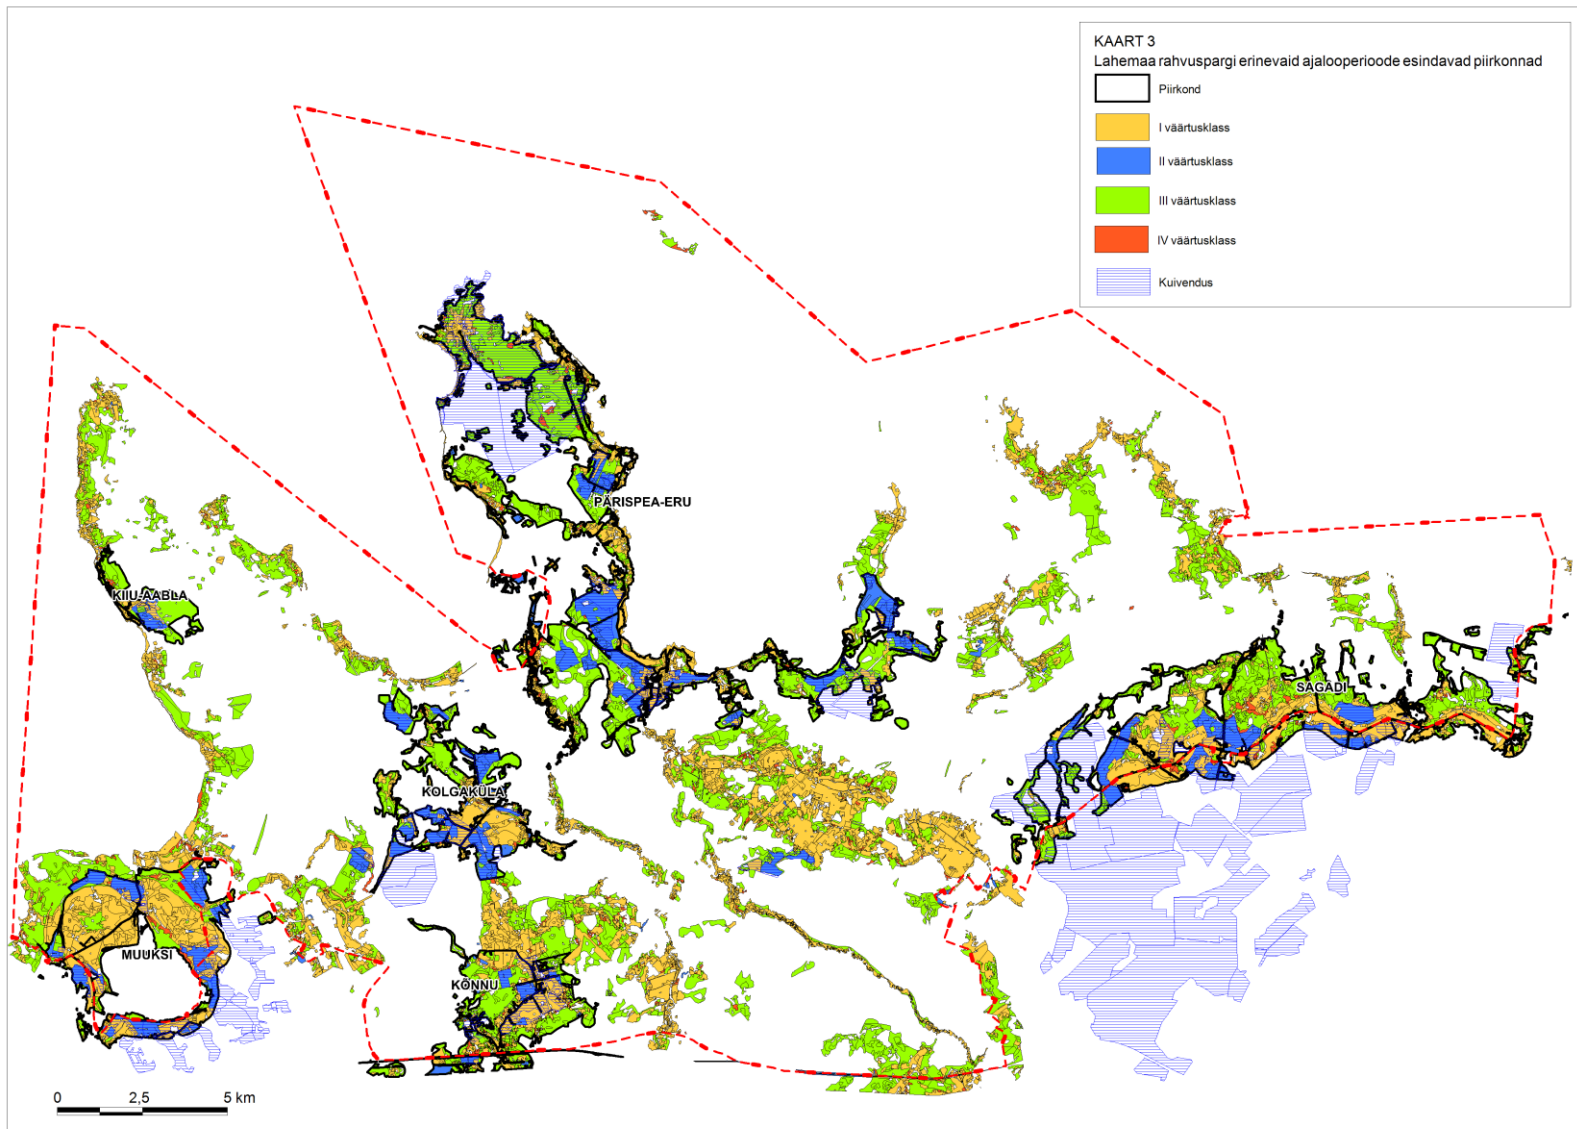 KAART 3
Lahemaa rahvuspargi erinevaid ajalooperioode esindavad piirkonnad
Piirkond
I väärtusklass
II väärtusklass
III väärtusklass
IV väärtusklass
Kuivendus
PÄRISPEA-ERU
KIIU-AABLA
SAGADI
KOLGAKÜLA
MUUKSI
KÕNNU
0 2,5 5 km